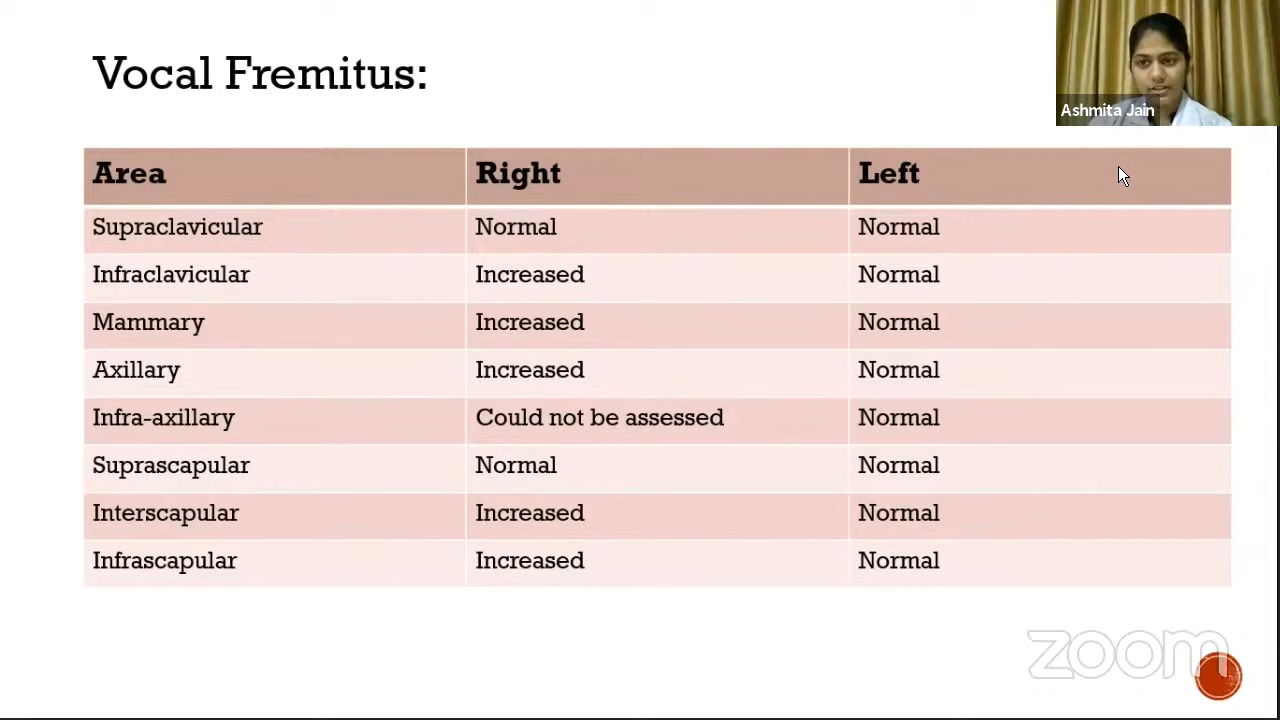 Vocal Fremitus:
Ashmita Jain
Area Right Left
Supraclavicular Normal Normal
Infraclavicular Increased Normal
Mammary Increased Normal
Axillary Increased Normal
Infra-axillary Could not be assessed Normal
Suprascapular Normal Normal
Interscapular Increased Normal
Infrascapular Increased Normal
zoom